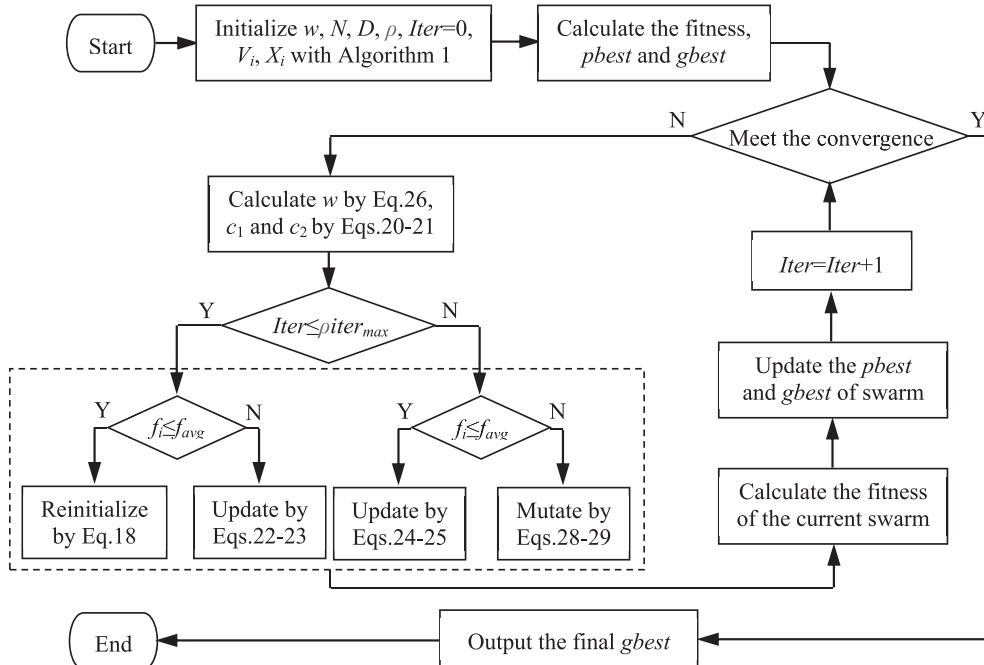 Start
Initialize w, N, D, ρ, Iter=0,
Vᵢ, Xᵢ with Algorithm 1
Calculate the fitness,
pbest and gbest
Meet the convergence
N
Y
Calculate w by Eq.26,
c₁ and c₂ by Eqs.20-21
Iter≤ρiterₘₐₓ
Y
N
fᵢ≤f_avg
Y
N
Reinitialize
by Eq.18
Update by
Eqs.22-23
fᵢ≤f_avg
Y
N
Update by
Eqs.24-25
Mutate by
Eqs.28-29
Calculate the fitness
of the current swarm
Update the pbest
and gbest of swarm
Iter=Iter+1
Output the final gbest
End